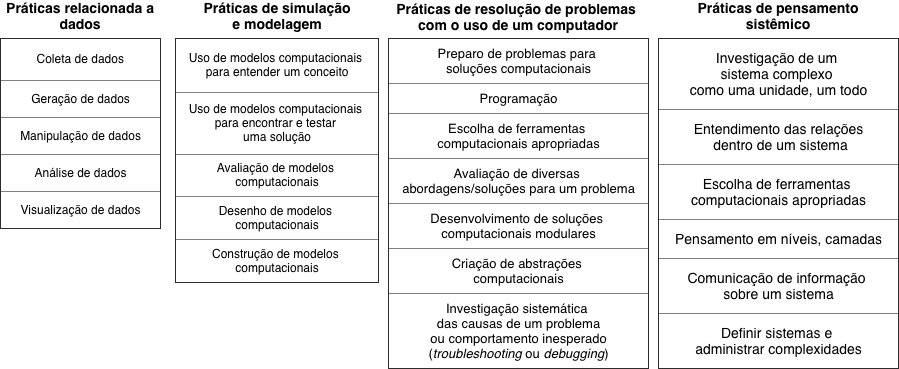 Práticas relacionada a
dados
Coleta de dados
Geração de dados
Manipulação de dados
Análise de dados
Visualização de dados
Práticas de simulação
e modelagem
Uso de modelos computacionais
para entender um conceito
Uso de modelos computacionais
para encontrar e testar
uma solução
Avaliação de modelos
computacionais
Desenho de modelos
computacionais
Construção de modelos
computacionais
Práticas de resolução de problemas
com o uso de um computador
Preparo de problemas para
soluções computacionais
Programação
Escolha de ferramentas
computacionais apropriadas
Avaliação de diversas
abordagens/soluções para um problema
Desenvolvimento de soluções
computacionais modulares
Criação de abstrações
computacionais
Investigação sistemática
das causas de um problema
ou comportamento inesperado
(troubleshooting ou debugging)
Práticas de pensamento
sistêmico
Investigação de um
sistema complexo
como uma unidade, um todo
Entendimento das relações
dentro de um sistema
Escolha de ferramentas
computacionais apropriadas
Pensamento em níveis, camadas
Comunicação de informação
sobre um sistema
Definir sistemas e
administrar complexidades